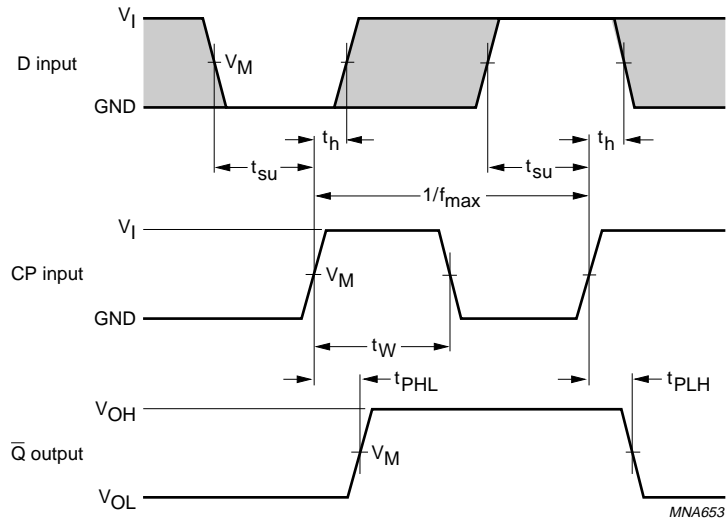 V_I
D input
V_M
GND
t_h
t_h
t_su
t_su
1/f_max
V_I
CP input
V_M
GND
t_W
t_PHL
t_PLH
V_OH
Q̅ output
V_M
V_OL
MNA653